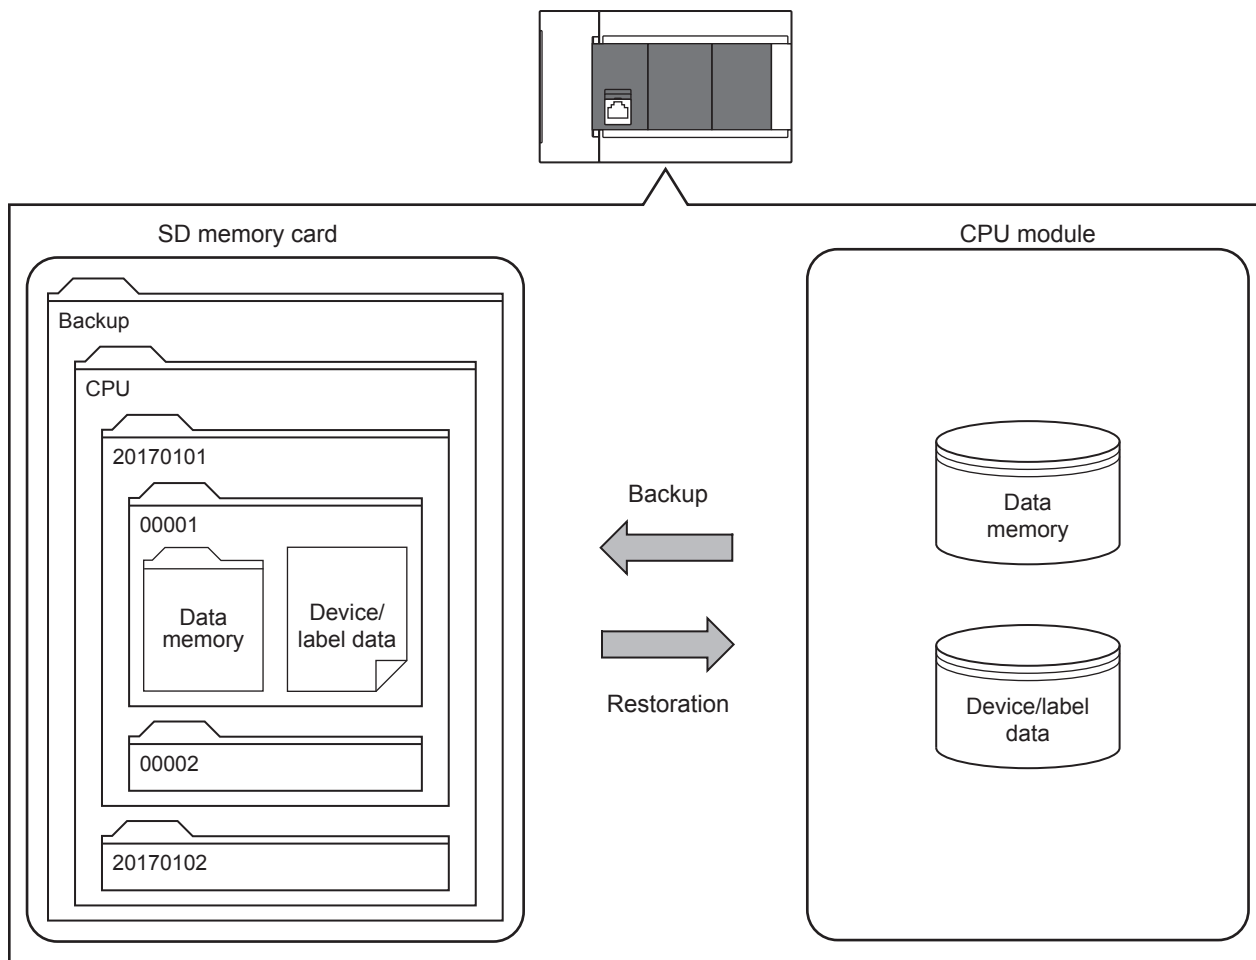 SD memory card
CPU module
Backup
CPU
20170101
00001
Data
memory
Device/
label data
00002
20170102
Backup
Restoration
Data
memory
Device/label
data